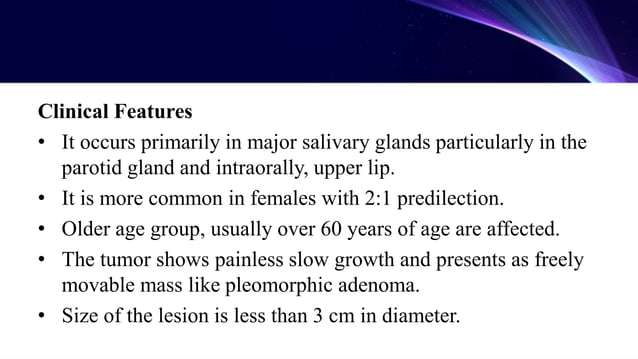 Clinical Features
• It occurs primarily in major salivary glands particularly in the
parotid gland and intraorally, upper lip.
• It is more common in females with 2:1 predilection.
• Older age group, usually over 60 years of age are affected.
• The tumor shows painless slow growth and presents as freely
movable mass like pleomorphic adenoma.
• Size of the lesion is less than 3 cm in diameter.